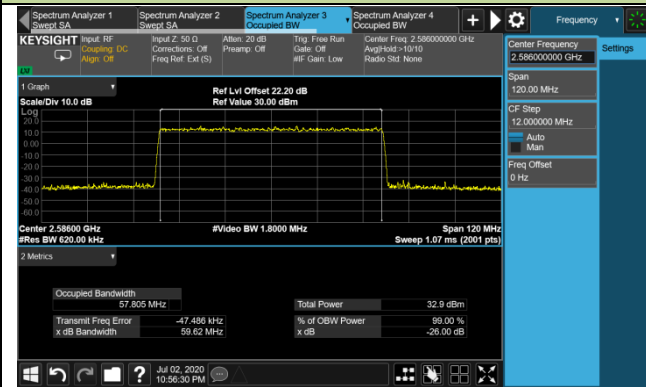 Spectrum Analyzer 1
Swept SA
Spectrum Analyzer 2
Swept SA
Spectrum Analyzer 3
Occupied BW
Spectrum Analyzer 4
Occupied BW
Frequency
KEYSIGHT
Input: RF
Coupling: DC
Align: Off
Input Z: 50 Ω
Corrections: Off
Freq Ref: Ext (S)
Atten: 20 dB
Preamp: Off
Trig: Free Run
Gate: Off
#IF Gain: Low
Center Freq: 2.586000000 GHz
Avg|Hold:>10/10
Radio Std: None
LV
Center Frequency
2.586000000 GHz
Settings
Span
120.00 MHz
CF Step
12.000000 MHz
Auto
Man
Freq Offset
0 Hz
1 Graph
Scale/Div 10.0 dB
Ref Lvl Offset 22.20 dB
Ref Value 30.00 dBm
Log
20.0
10.0
0.00
-10.0
-20.0
-30.0
-40.0
-50.0
-60.0
Center 2.58600 GHz
#Res BW 620.00 kHz
#Video BW 1.8000 MHz
Span 120 MHz
Sweep 1.07 ms (2001 pts)
2 Metrics
Occupied Bandwidth
57.805 MHz
Total Power 32.9 dBm
Transmit Freq Error -47.486 kHz
% of OBW Power 99.00 %
x dB Bandwidth 59.62 MHz
x dB -26.00 dB
Jul 02, 2020
10:56:30 PM